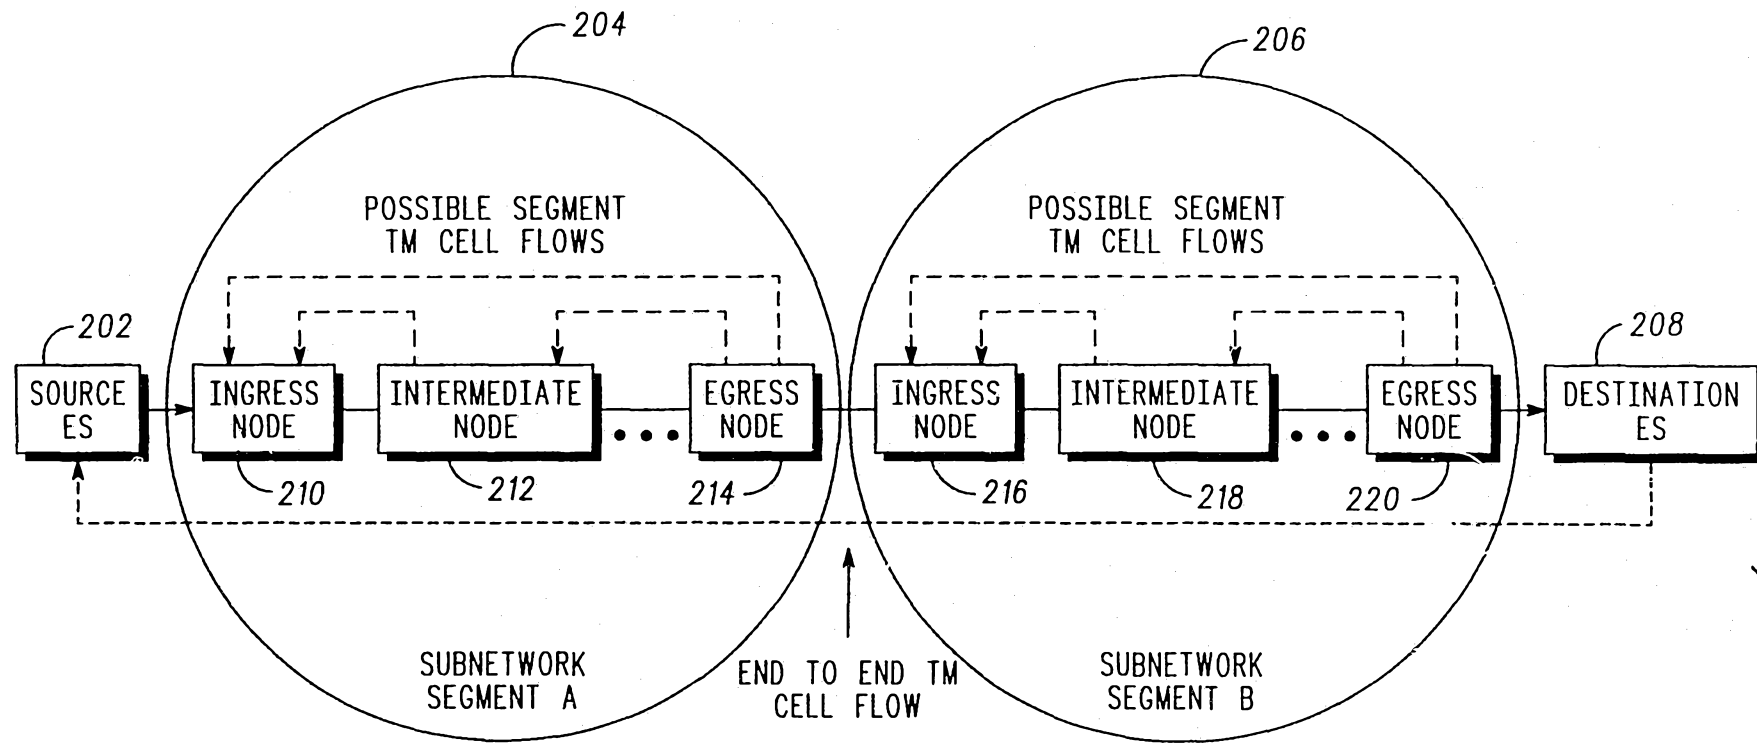 204
206
POSSIBLE SEGMENT
TM CELL FLOWS
POSSIBLE SEGMENT
TM CELL FLOWS
202
208
SOURCE
ES
INGRESS
NODE
INTERMEDIATE
NODE
EGRESS
NODE
INGRESS
NODE
INTERMEDIATE
NODE
EGRESS
NODE
DESTINATION
ES
210
212
214
216
218
220
SUBNETWORK
SEGMENT A
END TO END TM
CELL FLOW
SUBNETWORK
SEGMENT B